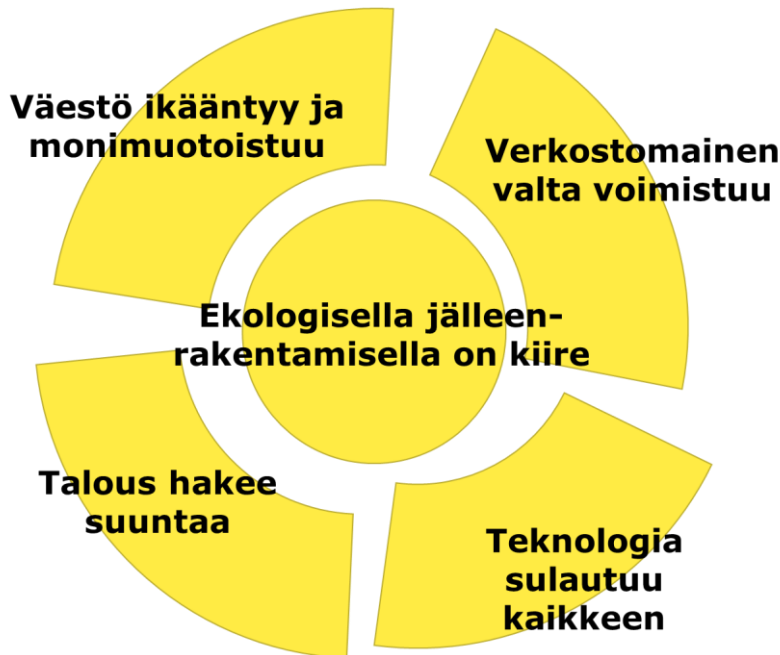 Väestö ikääntyy ja
monimuotoistuu
Verkostomainen
valta voimistuu
Ekologisella jälleen-
rakentamisella on kiire
Talous hakee
suuntaa
Teknologia
sulautuu
kaikkeen